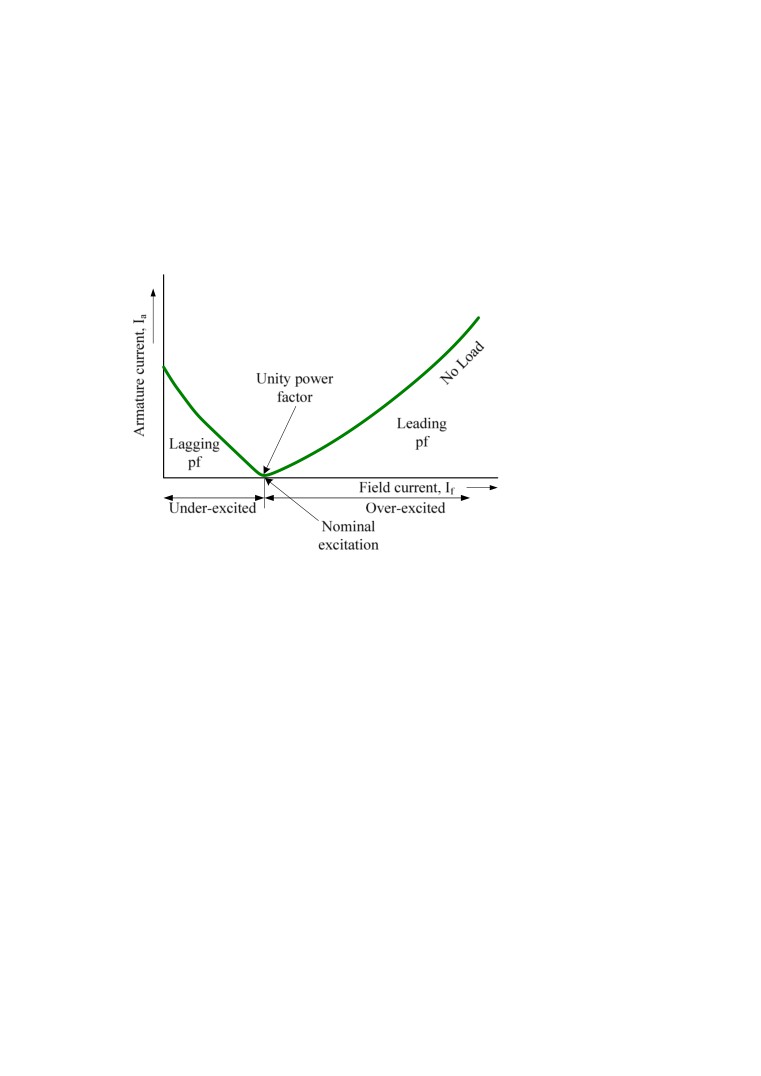 Armature current, Ia
Unity power
factor
No Load
Leading
pf
Lagging
pf
Field current, If
Under-excited
Over-excited
Nominal
excitation